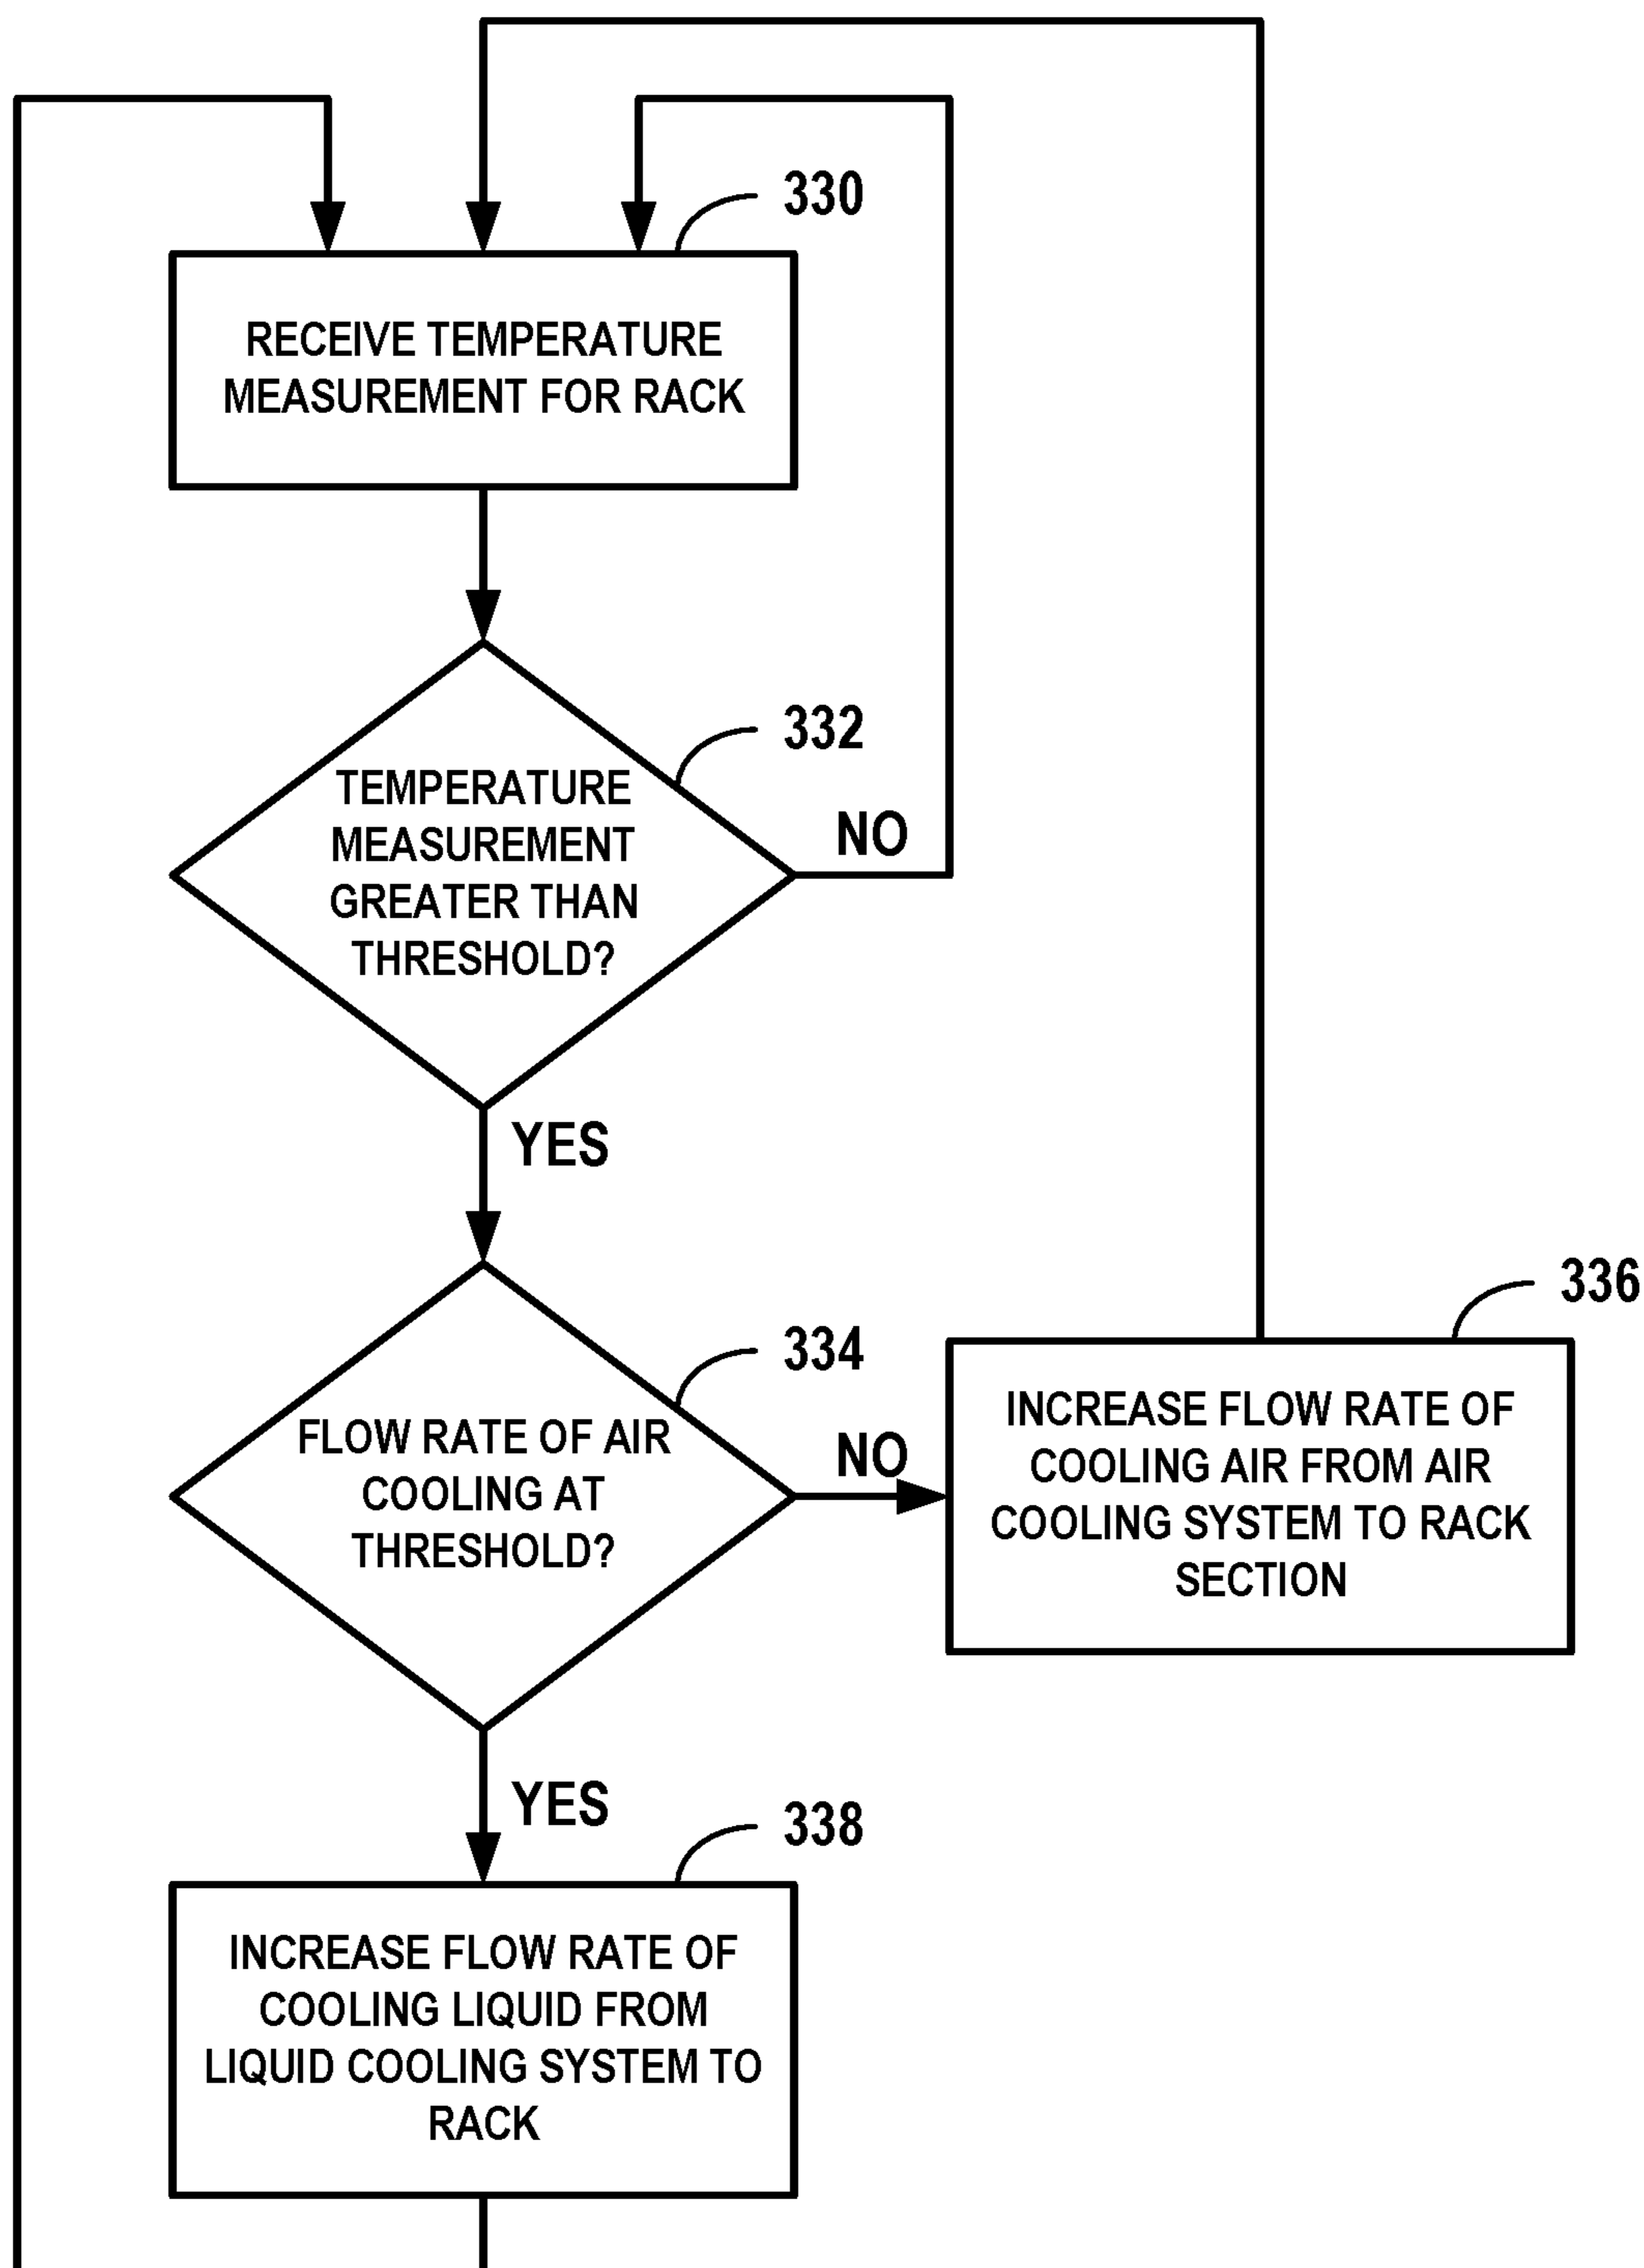 330
RECEIVE TEMPERATURE
MEASUREMENT FOR RACK
332
TEMPERATURE
MEASUREMENT
GREATER THAN
THRESHOLD?
NO
YES
334
FLOW RATE OF AIR
COOLING AT
THRESHOLD?
NO
336
INCREASE FLOW RATE OF
COOLING AIR FROM AIR
COOLING SYSTEM TO RACK
SECTION
YES
338
INCREASE FLOW RATE OF
COOLING LIQUID FROM
LIQUID COOLING SYSTEM TO
RACK